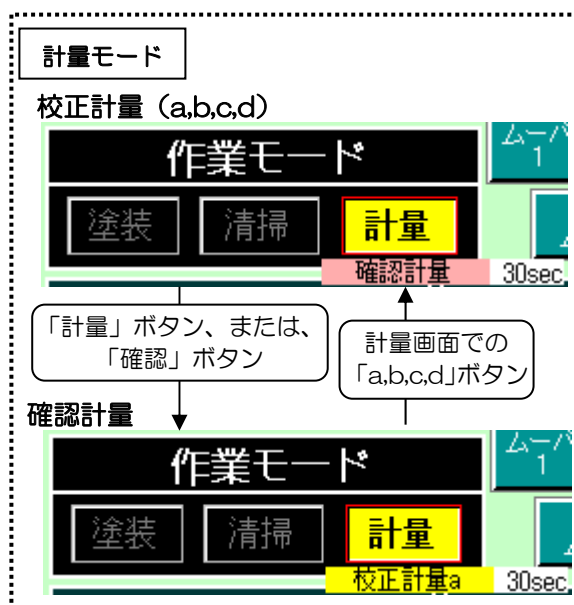 計量モード
校正計量（a,b,c,d）
作業モード
ムーバ
1
塗装 清掃 計量
確認計量 30sec
「計量」ボタン、または、
「確認」ボタン
計量画面での
「a,b,c,d」ボタン
確認計量
作業モード
ムーバ
1
塗装 清掃 計量
校正計量a 30sec